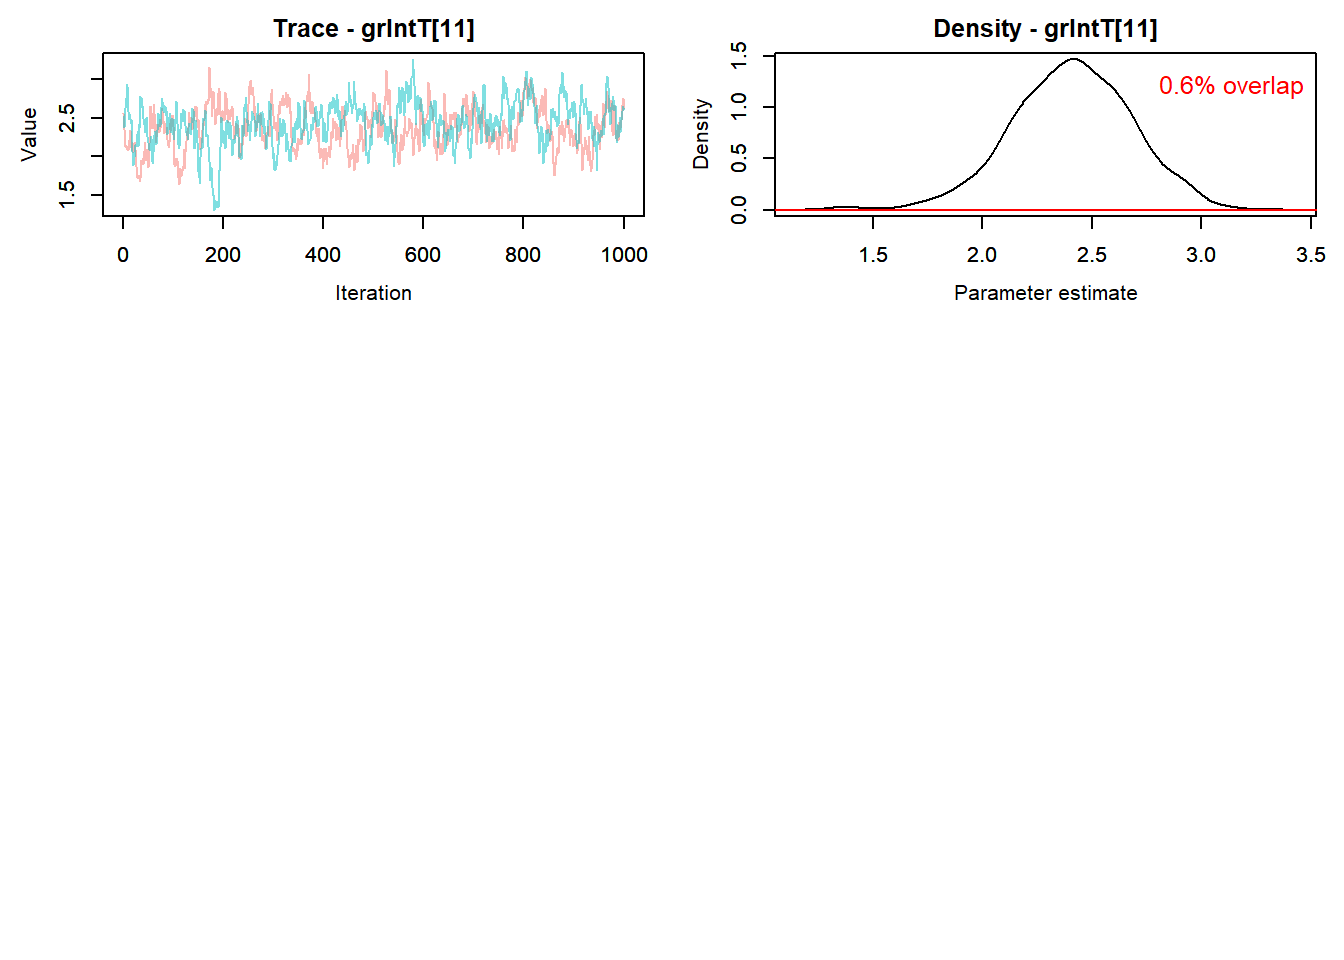 Trace - grIntT[11]
Value
1.5
2.5
0
200
400
600
800
1000
Iteration
Density - grIntT[11]
0.6% overlap
Density
0.0
0.5
1.0
1.5
1.5
2.0
2.5
3.0
3.5
Parameter estimate